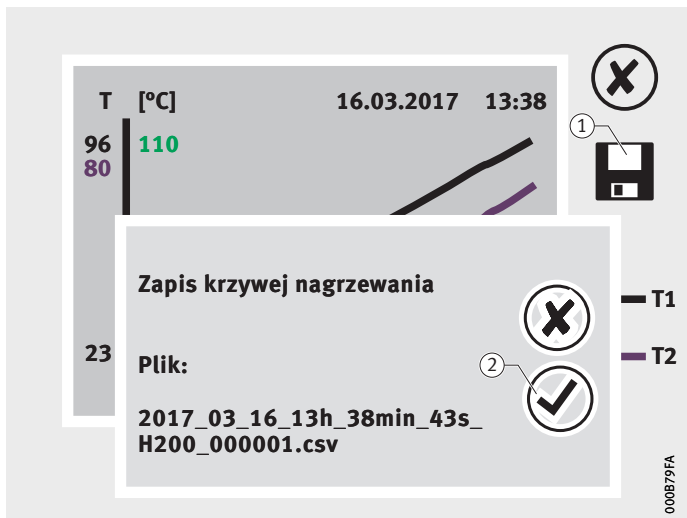 T [°C] 16.03.2017 13:38
96 110
80
1
23
Zapis krzywej nagrzewania
Plik:
2017_03_16_13h_38min_43s_
H200_000001.csv
2
T1
T2
000B79FA